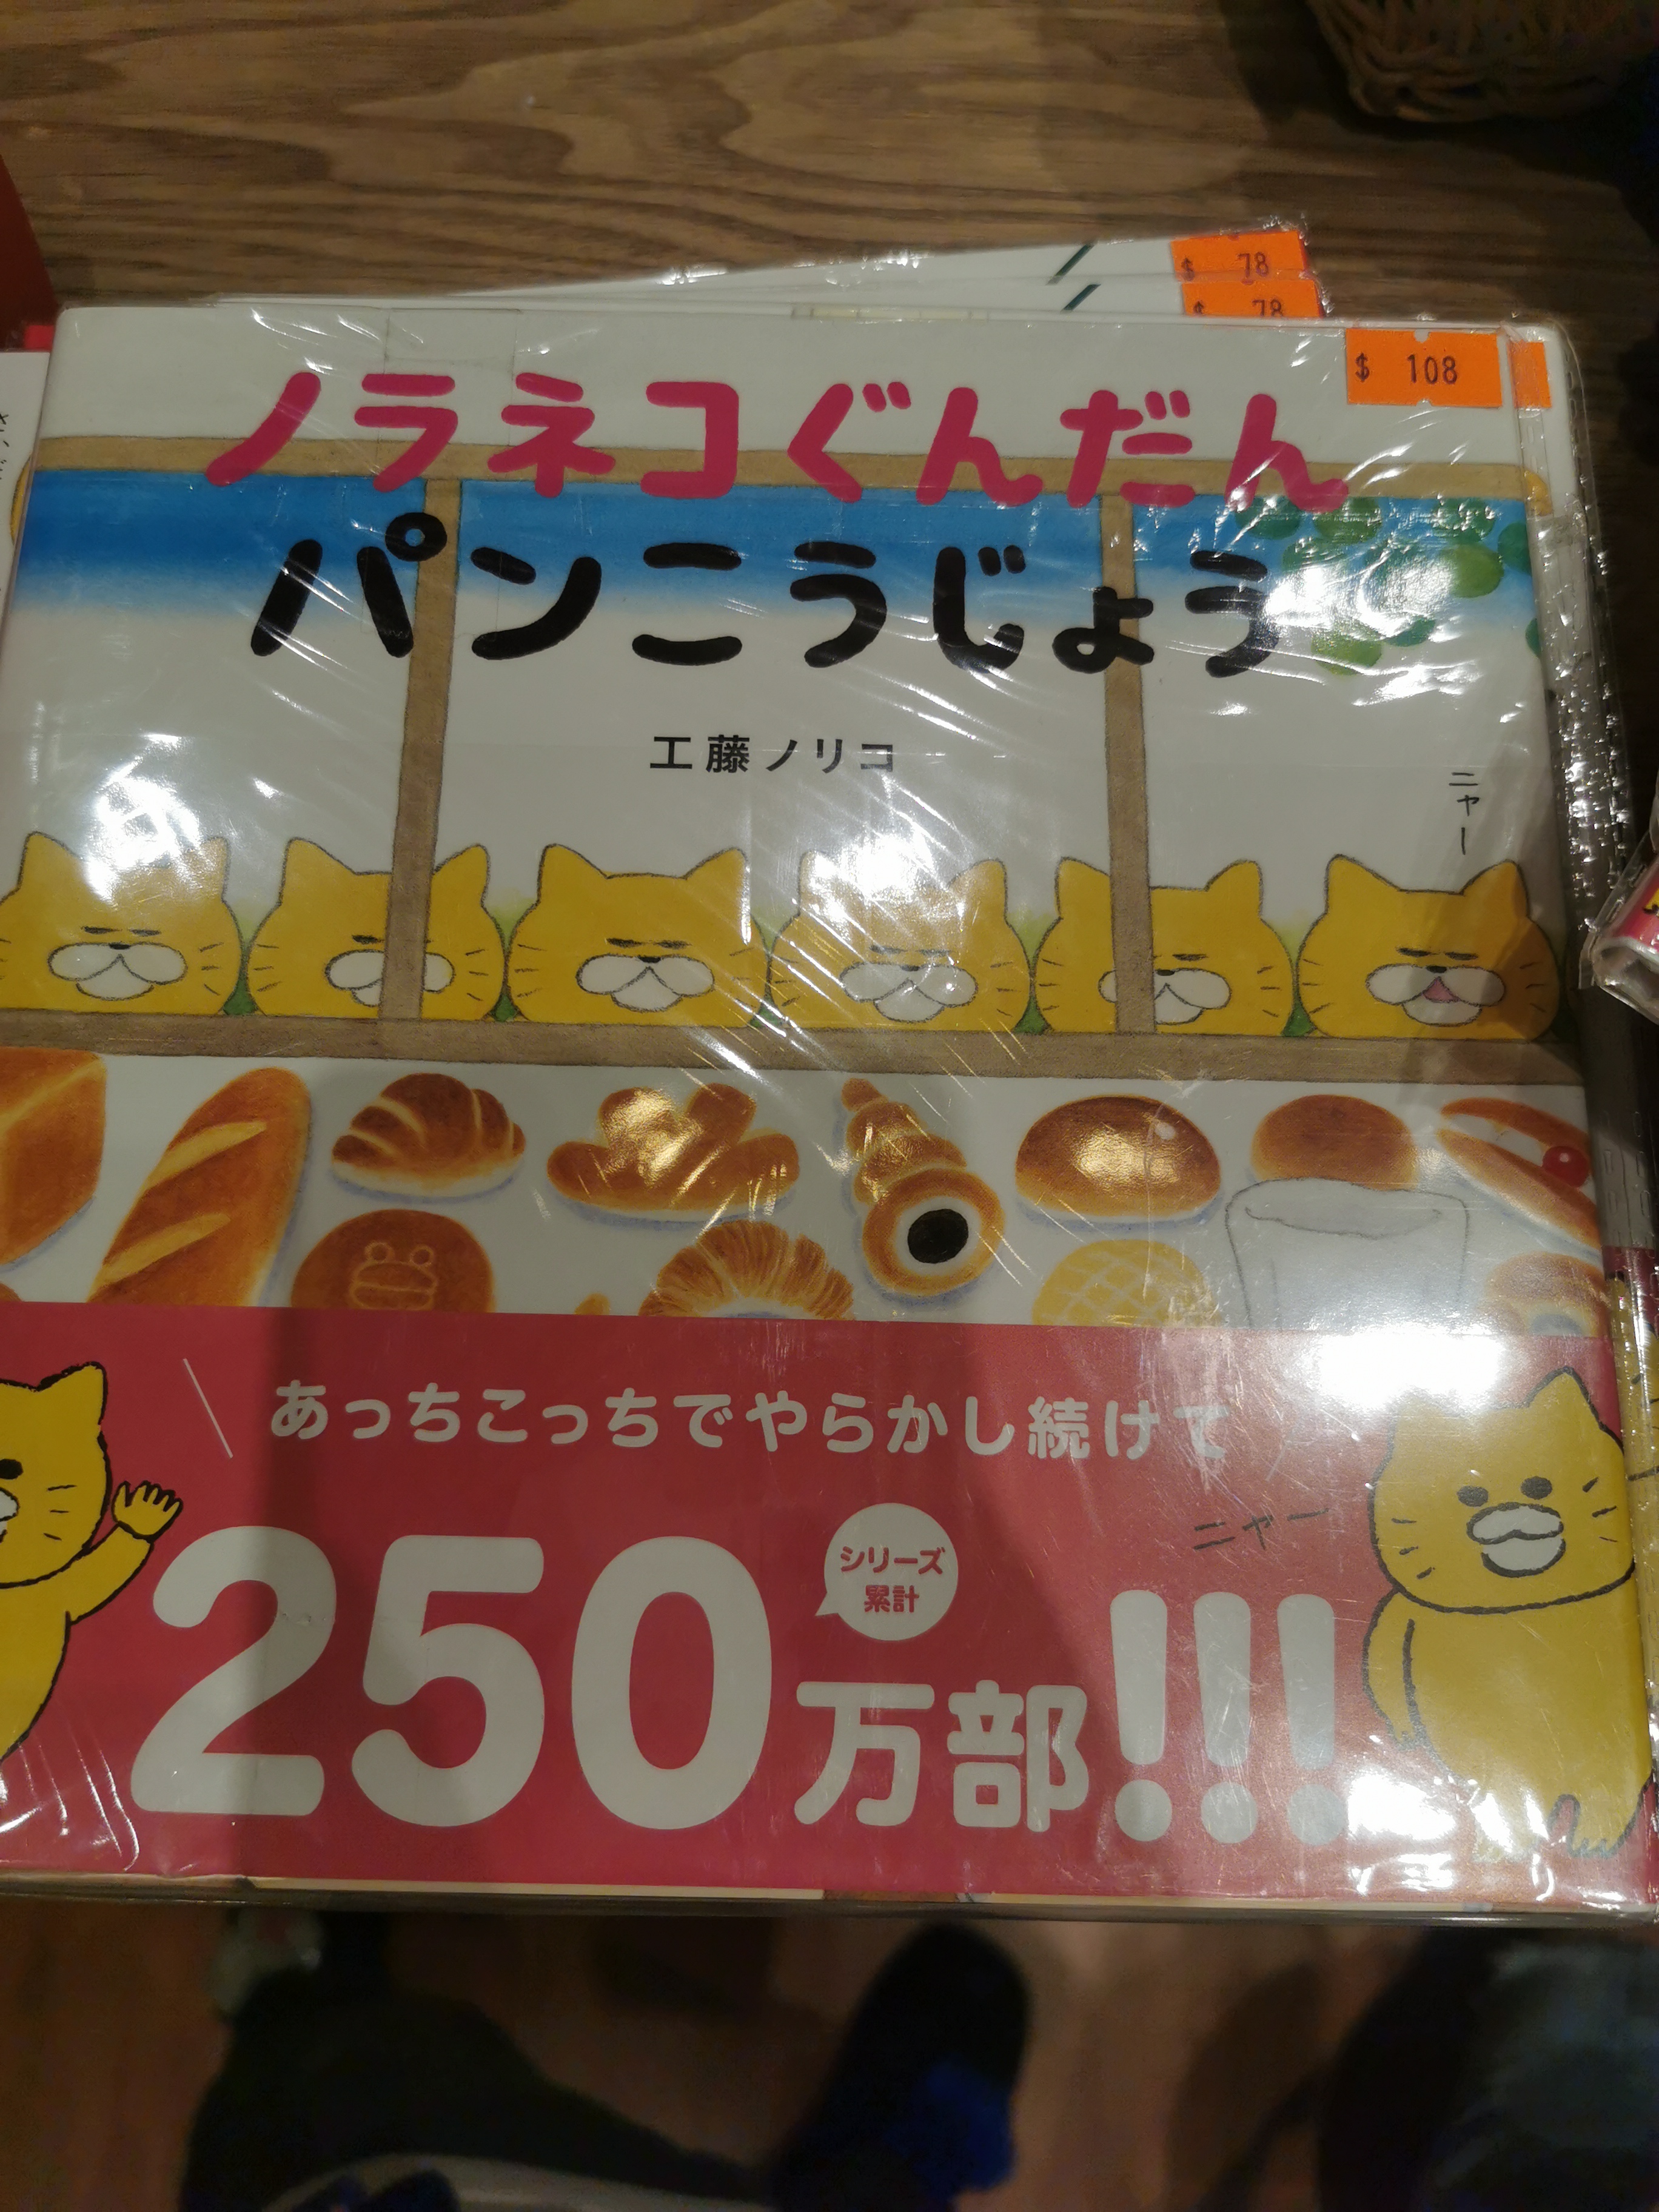 $ 78
$ 78
$ 108
ノラネコぐんだん
パンこうじょう
工藤ノリコ
ニャー
あっちこっちでやらかし続けて
シリーズ
累計
250万部!!!
ニャー